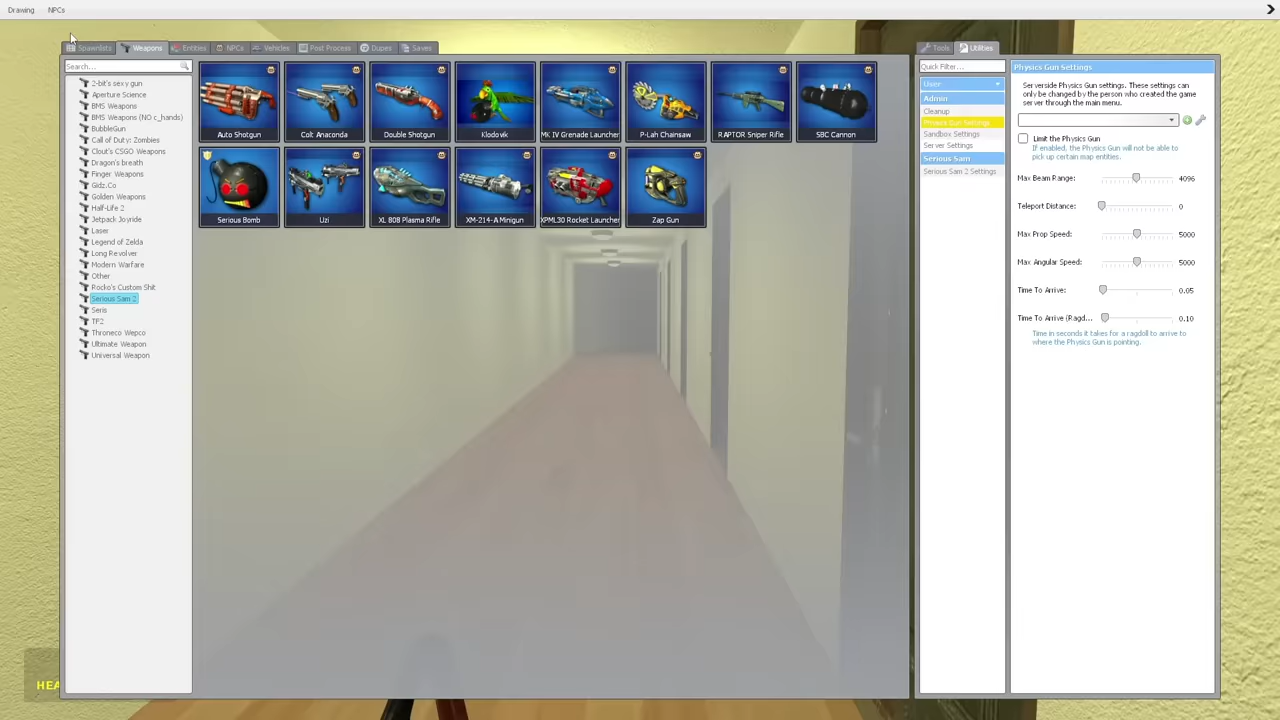 Drawing NPCs
Spawnlists Weapons Entities NPCs Vehicles Post Process Dupes Saves
Tools Utilities
Search...
2-bit's sexy gun
Aperture Science
BMS Weapons
BMS Weapons (NO c_hands)
BubbleGun
Call of Duty: Zombies
Clout's CSGO Weapons
Dragon's breath
Finger Weapons
Gidz.Co
Golden Weapons
Half-Life 2
Jetpack Joyride
Laser
Legend of Zelda
Long Revolver
Modern Warfare
Other
Rocko's Custom Shit
Serious Sam 2
Seris
TF2
Throneco Wepco
Ultimate Weapon
Universal Weapon
Auto Shotgun
Colt Anaconda
Double Shotgun
Klodovik
MK IV Grenade Launcher
P-Lah Chainsaw
RAPTOR Sniper Rifle
SBC Cannon
Serious Bomb
Uzi
XL 808 Plasma Rifle
XM-214-A Minigun
XPML30 Rocket Launcher
Zap Gun
Quick Filter...
User
Admin
Cleanup
Physics Gun Settings
Sandbox Settings
Server Settings
Serious Sam
Serious Sam 2 Settings
Physics Gun Settings
Serverside Physics Gun settings. These settings can
only be changed by the person who created the game
server through the main menu.
Limit the Physics Gun
If enabled, the Physics Gun will not be able to
pick up certain map entities.
Max Beam Range: 4096
Teleport Distance: 0
Max Prop Speed: 5000
Max Angular Speed: 5000
Time To Arrive: 0.05
Time To Arrive (Ragd... 0.10
Time in seconds it takes for a ragdoll to arrive to
where the Physics Gun is pointing.
HEA